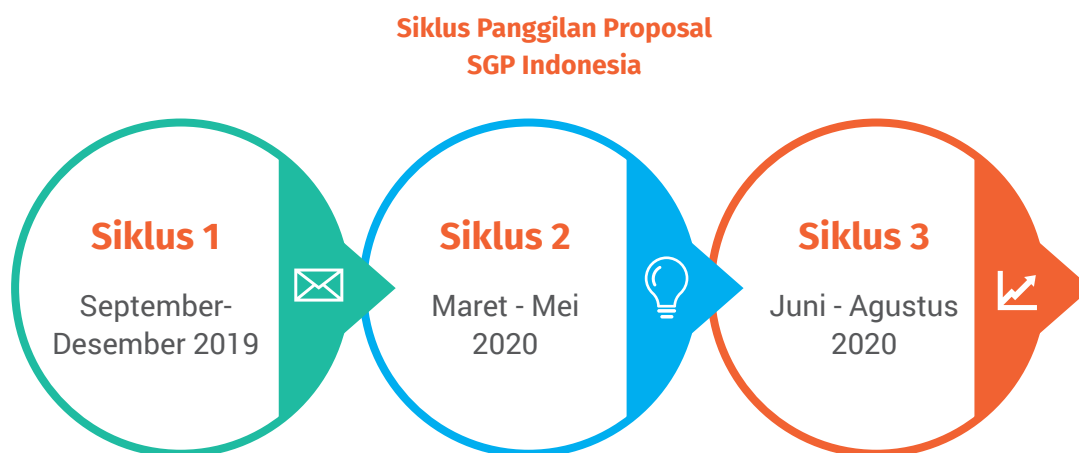 Siklus Panggilan Proposal
SGP Indonesia
Siklus 1
September-
Desember 2019
Siklus 2
Maret - Mei
2020
Siklus 3
Juni - Agustus
2020